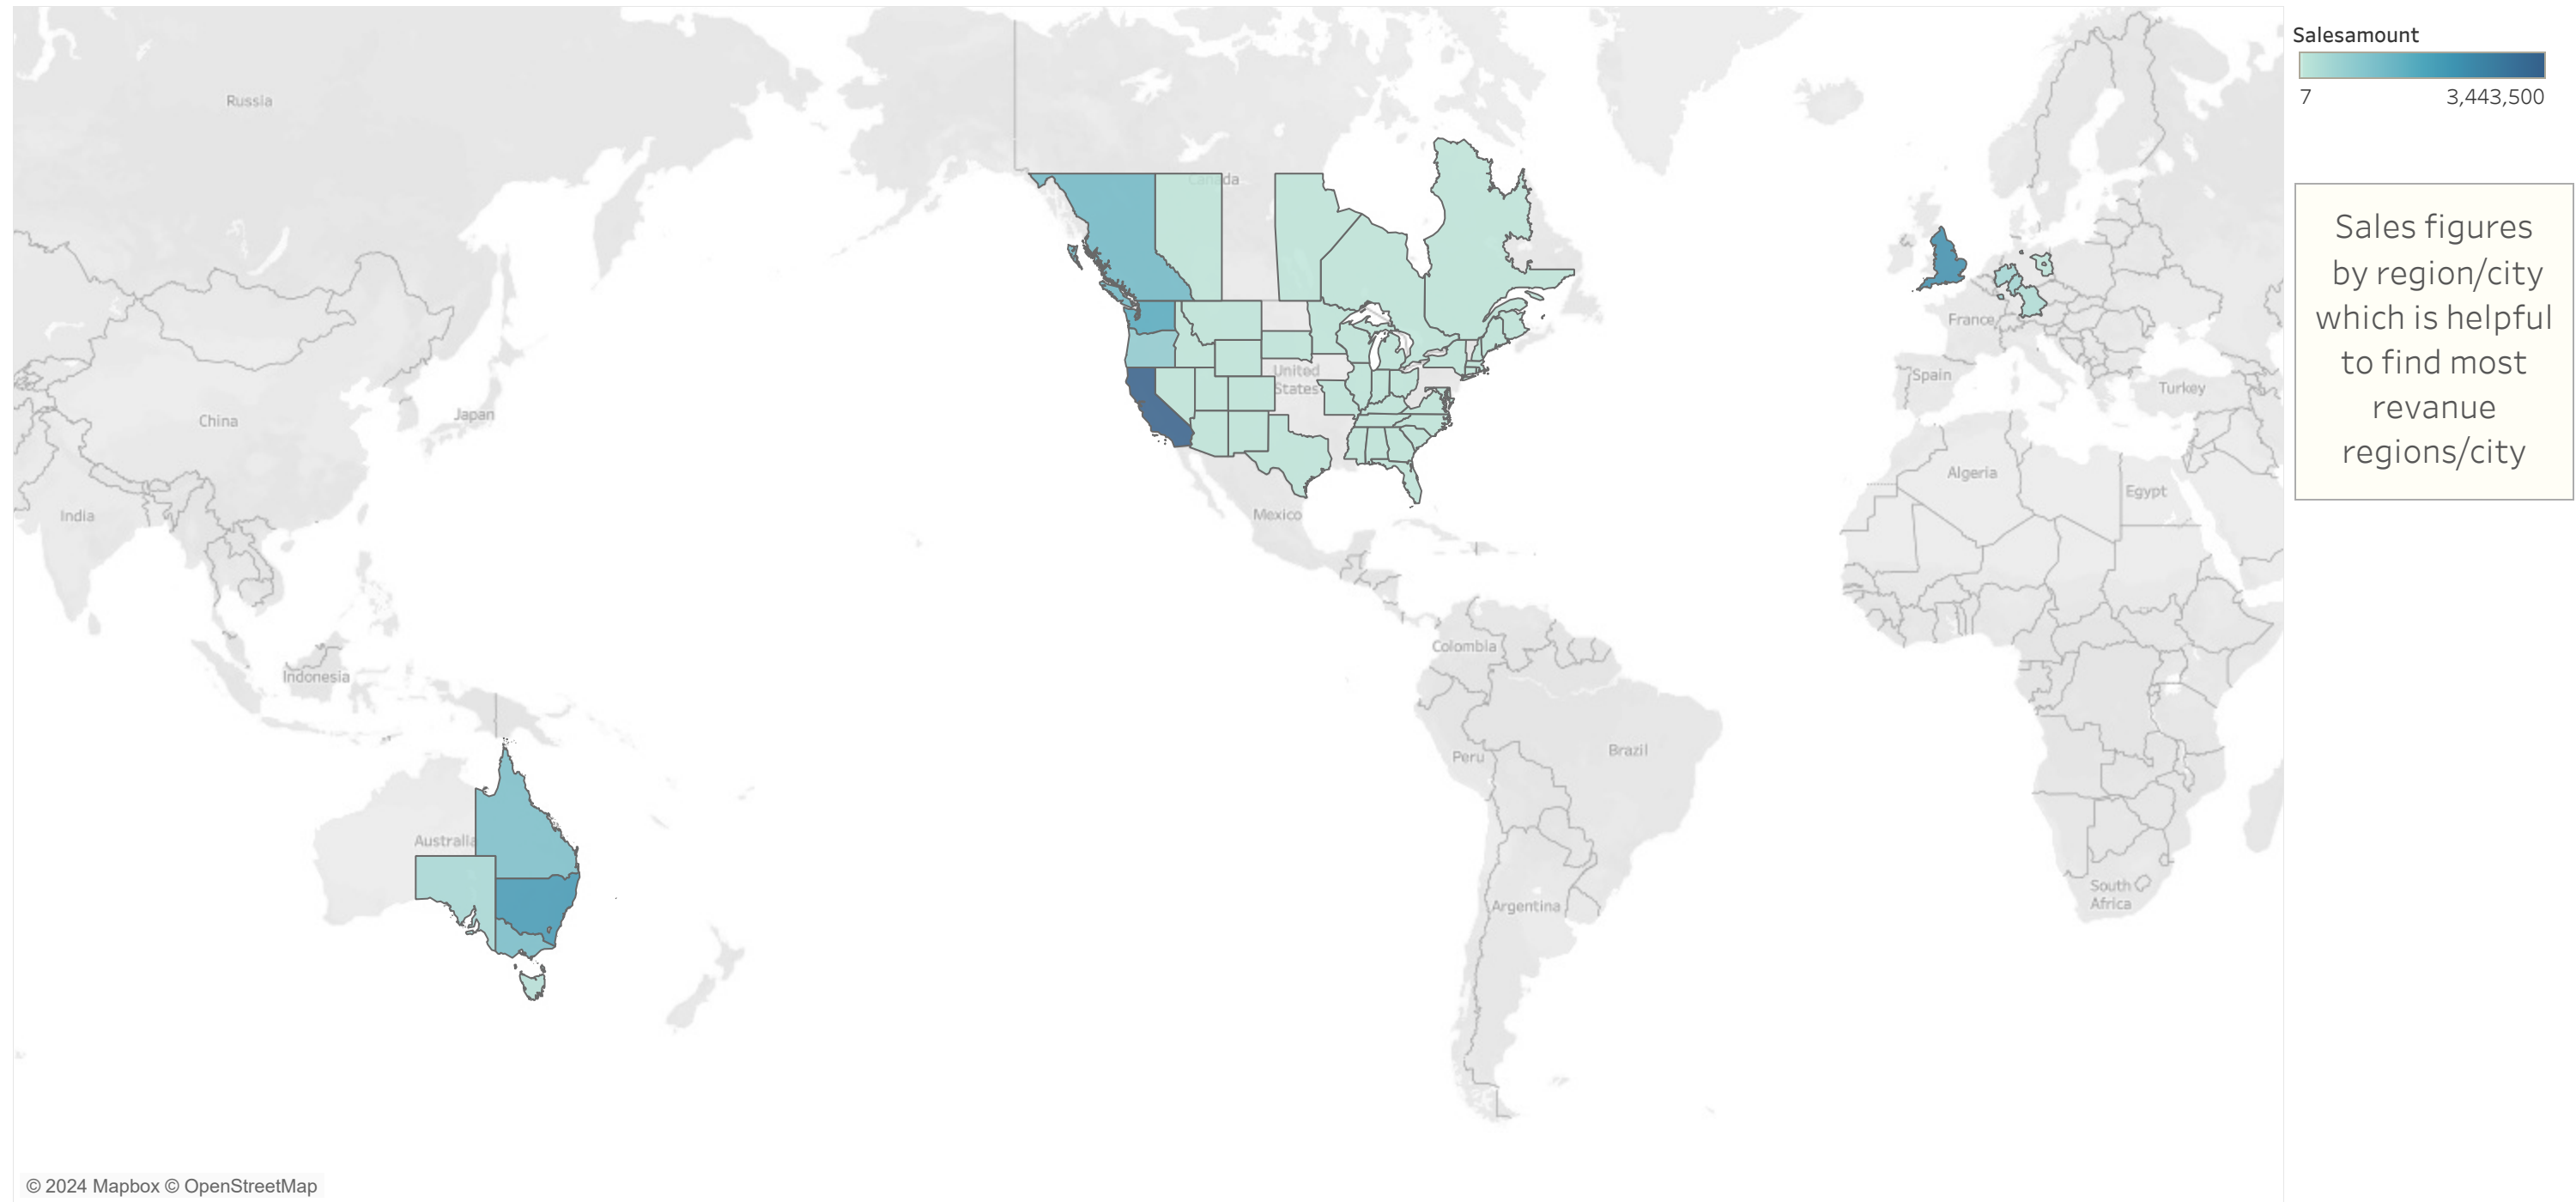 Salesamount
7 3,443,500
Sales figures
by region/city
which is helpful
to find most
revanue
regions/city
Russia
Canada
United
States
Mexico
China
Japan
India
Indonesia
Australia
Colombia
Peru
Brazil
Argentina
France
Spain
Turkey
Algeria
Egypt
South
Africa
© 2024 Mapbox © OpenStreetMap